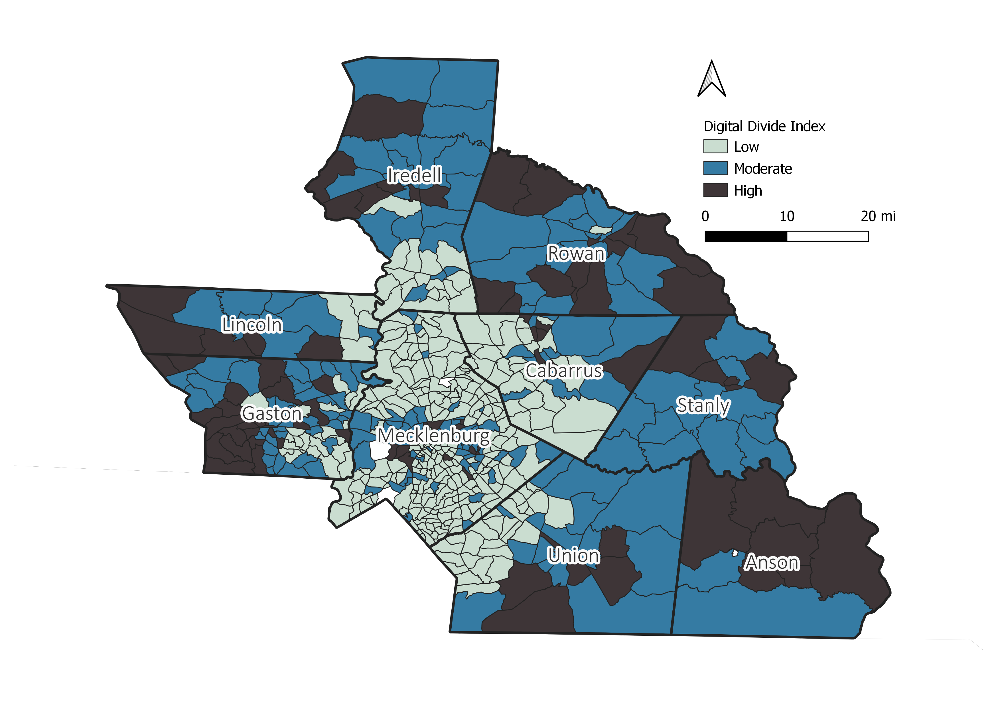 Digital Divide Index
Low
Moderate
High
0 10 20 mi
Iredell
Rowan
Lincoln
Cabarrus
Gaston
Stanly
Mecklenburg
Union
Anson